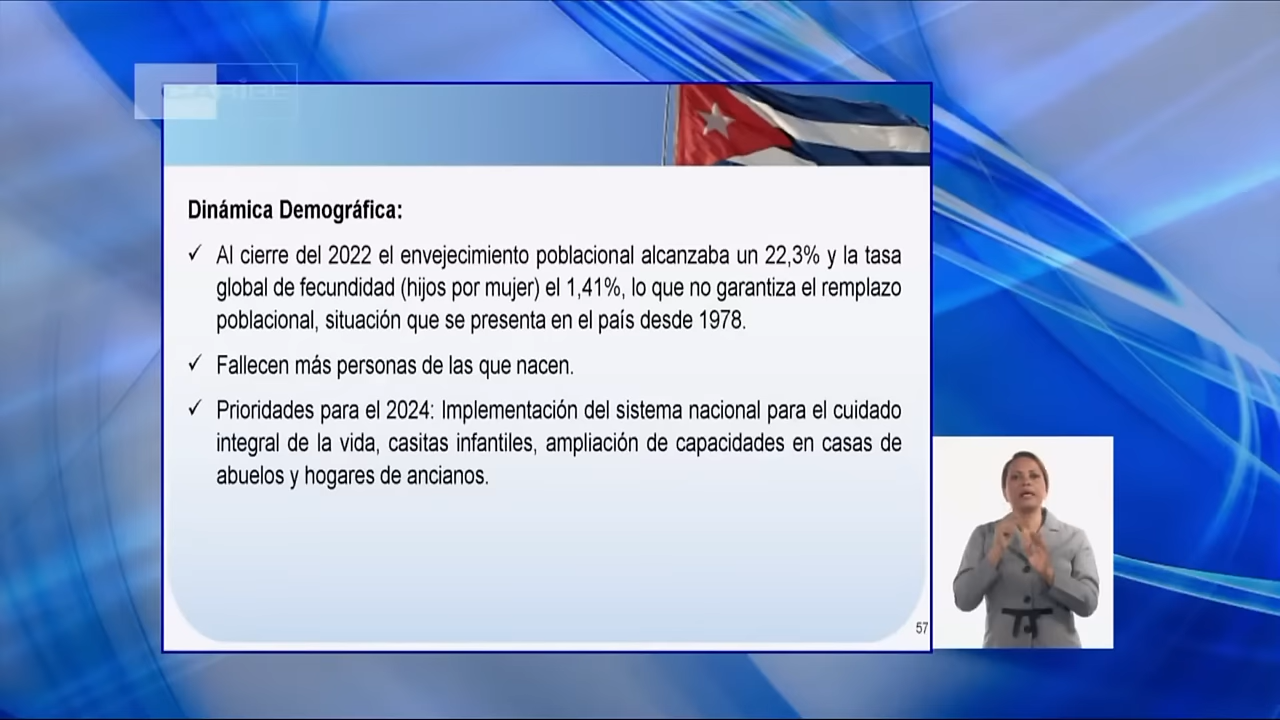 CARIBE
Dinámica Demográfica:
✓ Al cierre del 2022 el envejecimiento poblacional alcanzaba un 22,3% y la tasa
global de fecundidad (hijos por mujer) el 1,41%, lo que no garantiza el remplazo
poblacional, situación que se presenta en el país desde 1978.
✓ Fallecen más personas de las que nacen.
✓ Prioridades para el 2024: Implementación del sistema nacional para el cuidado
integral de la vida, casitas infantiles, ampliación de capacidades en casas de
abuelos y hogares de ancianos.
57